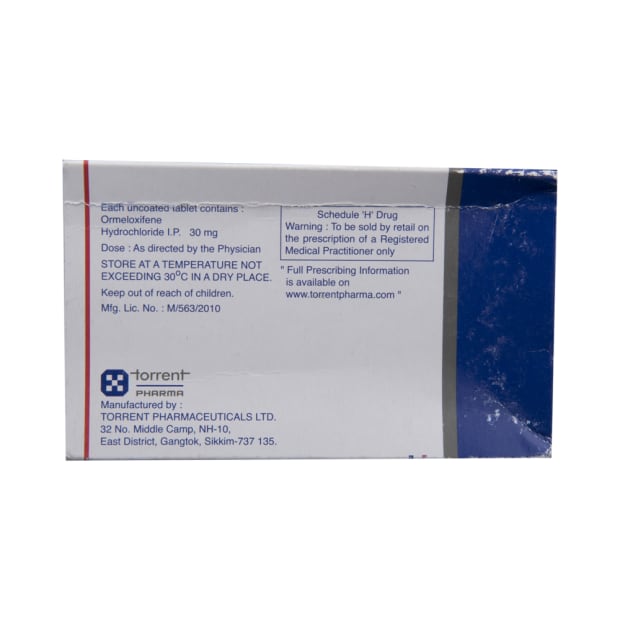 Each uncoated tablet contains :
Ormeloxifene
Hydrochloride I.P. 30 mg
Dose : As directed by the Physician
STORE AT A TEMPERATURE NOT
EXCEEDING 30°C IN A DRY PLACE.
Keep out of reach of children.
Mfg. Lic. No. : M/563/2010
Schedule 'H' Drug
Warning : To be sold by retail on
the prescription of a Registered
Medical Practitioner only
" Full Prescribing Information
is available on
www.torrentpharma.com "
torrent
PHARMA
Manufactured by :
TORRENT PHARMACEUTICALS LTD.
32 No. Middle Camp, NH-10,
East District, Gangtok, Sikkim-737 135.